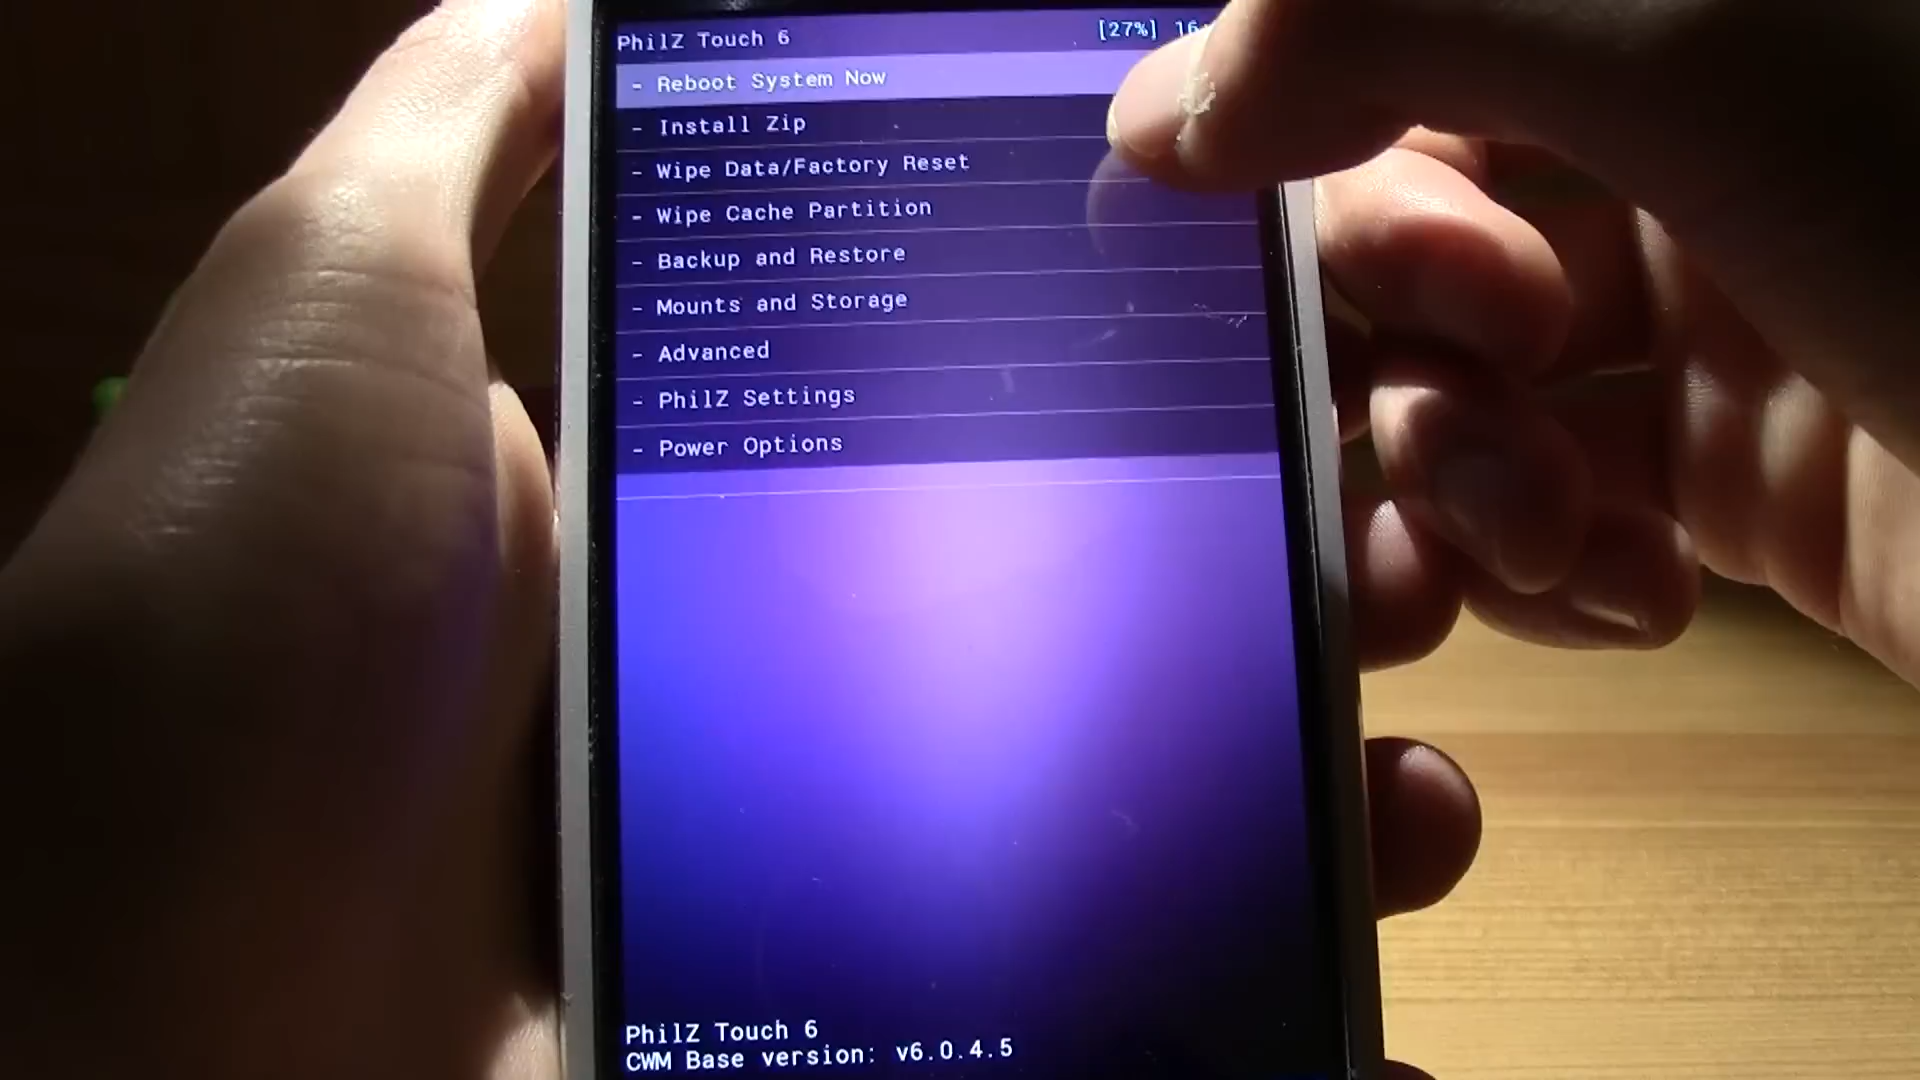 PhilZ Touch 6 [27%] 16
- Reboot System Now
- Install Zip
- Wipe Data/Factory Reset
- Wipe Cache Partition
- Backup and Restore
- Mounts and Storage
- Advanced
- PhilZ Settings
- Power Options
PhilZ Touch 6
CWM Base version: v6.0.4.5